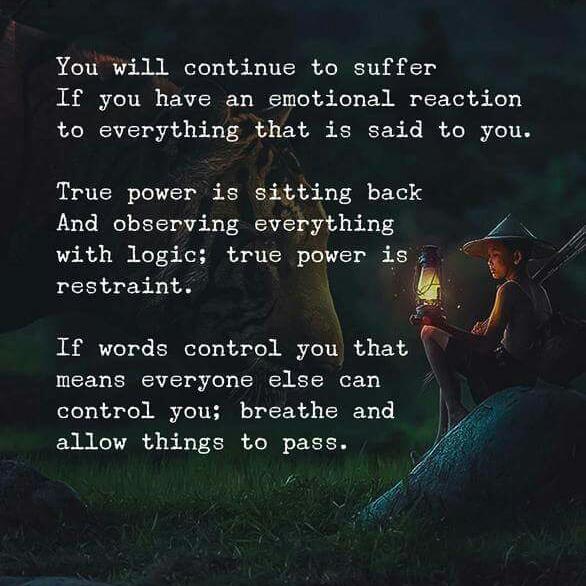 You will continue to suffer
If you have an emotional reaction
to everything that is said to you.
True power is sitting back
And observing everything
with logic; true power is
restraint.
If words control you that
means everyone else can
control you; breathe and
allow things to pass.